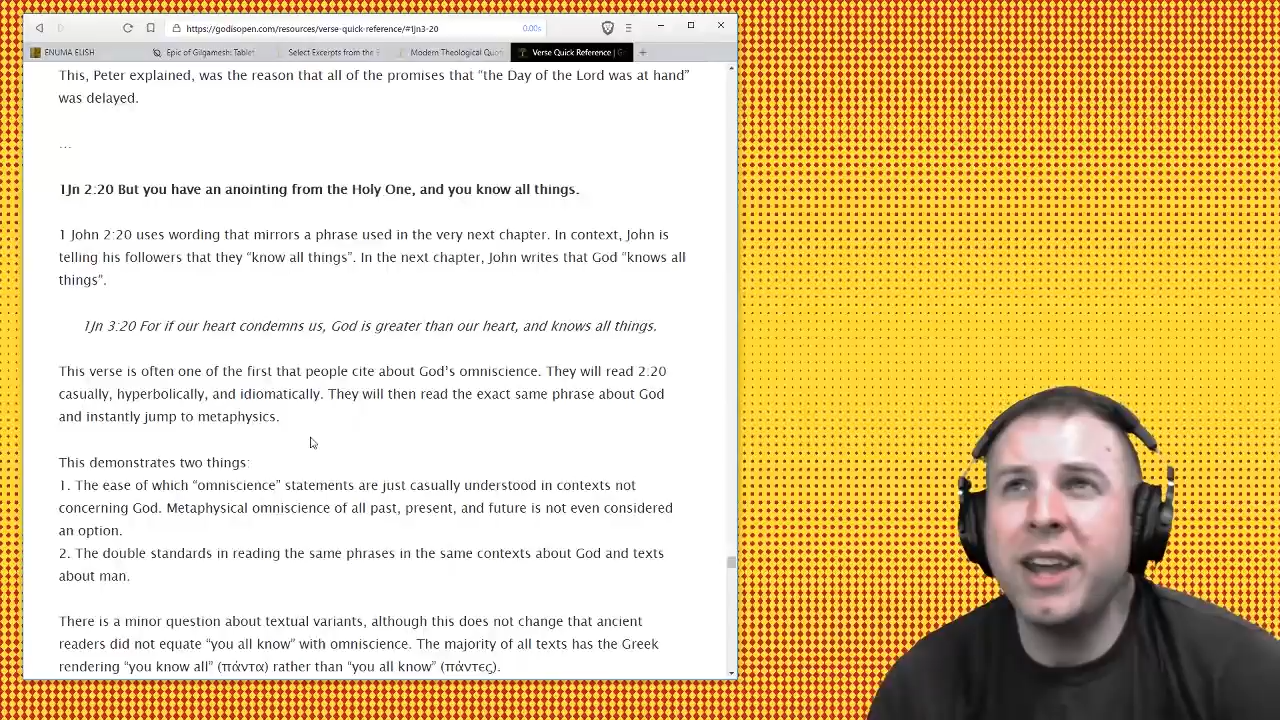 https://godisopen.com/resources/verse-quick-reference/#1jn3-20
0.00s
ENUMA ELISH
Epic of Gilgamesh: Tablet
Select Excerpts from the
Modern Theological Quot
Verse Quick Reference |
This, Peter explained, was the reason that all of the promises that “the Day of the Lord was at hand”
was delayed.
…
1Jn 2:20 But you have an anointing from the Holy One, and you know all things.
1 John 2:20 uses wording that mirrors a phrase used in the very next chapter. In context, John is
telling his followers that they “know all things”. In the next chapter, John writes that God “knows all
things”.
1Jn 3:20 For if our heart condemns us, God is greater than our heart, and knows all things.
This verse is often one of the first that people cite about God’s omniscience. They will read 2:20
casually, hyperbolically, and idiomatically. They will then read the exact same phrase about God
and instantly jump to metaphysics.
This demonstrates two things:
1. The ease of which “omniscience” statements are just casually understood in contexts not
concerning God. Metaphysical omniscience of all past, present, and future is not even considered
an option.
2. The double standards in reading the same phrases in the same contexts about God and texts
about man.
There is a minor question about textual variants, although this does not change that ancient
readers did not equate “you all know” with omniscience. The majority of all texts has the Greek
rendering “you know all” (πάντα) rather than “you all know” (πάντες).